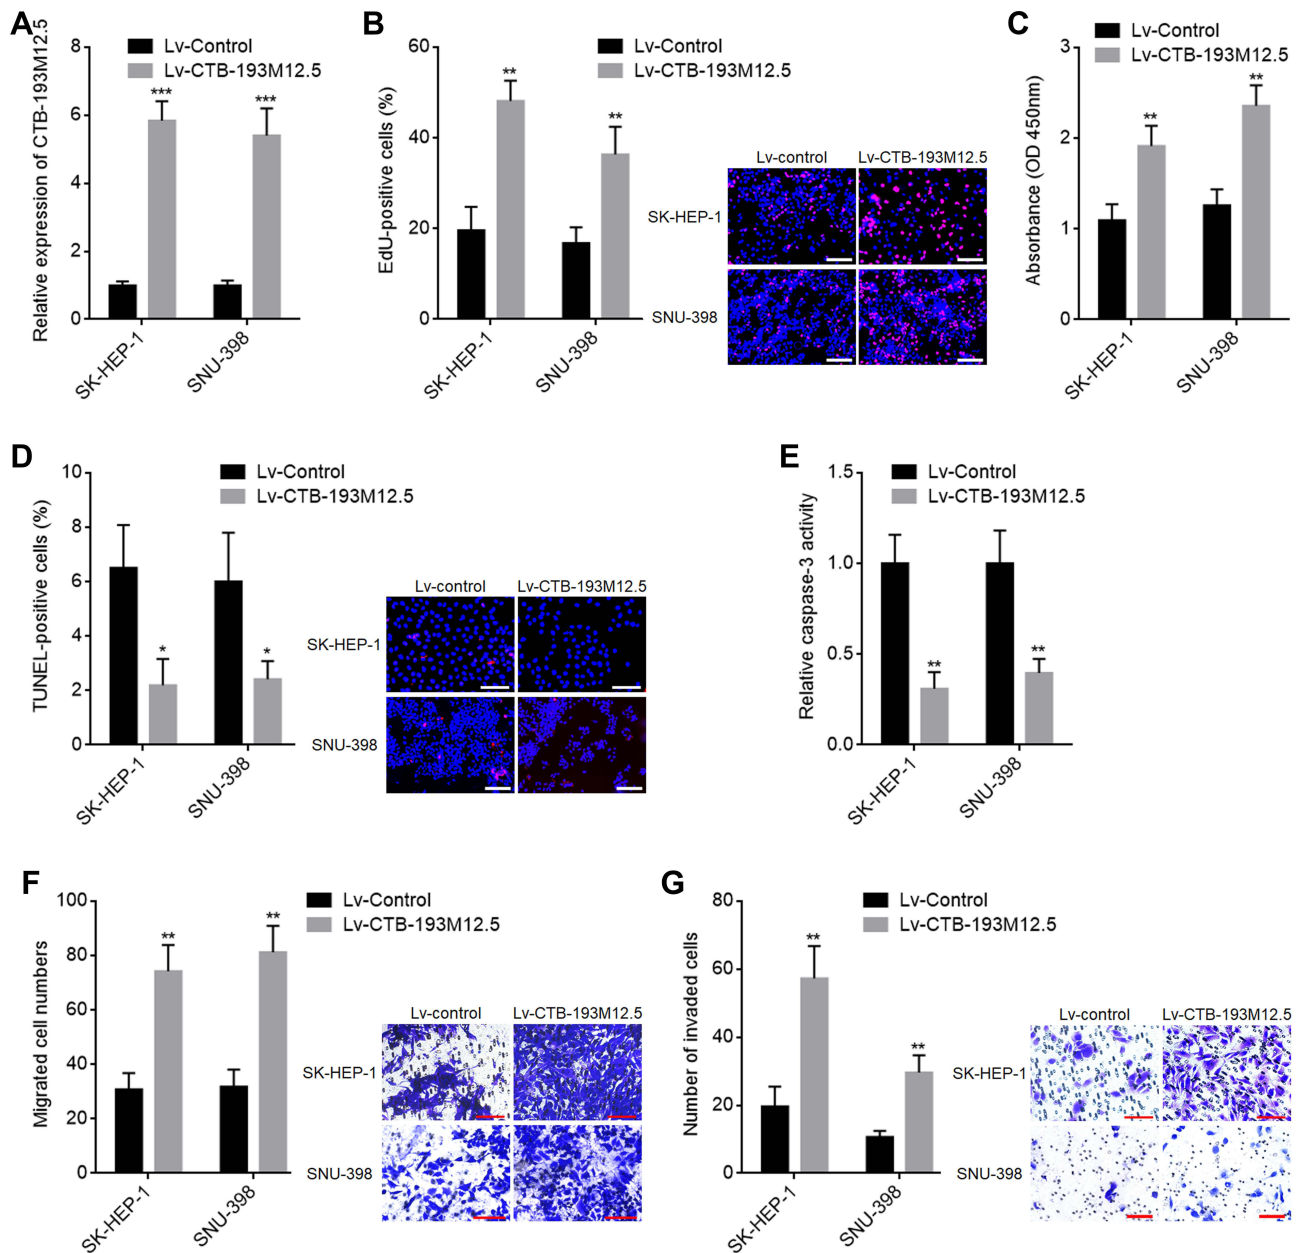 A
Relative expression of CTB-193M12.5
8
6
4
2
0
Lv-Control
Lv-CTB-193M12.5
***
***
SK-HEP-1
SNU-398
B
EdU-positive cells (%)
60
40
20
0
Lv-Control
Lv-CTB-193M12.5
**
**
SK-HEP-1
SNU-398
Lv-control
Lv-CTB-193M12.5
SK-HEP-1
SNU-398
C
Absorbance (OD 450nm)
3
2
1
0
Lv-Control
Lv-CTB-193M12.5
**
**
SK-HEP-1
SNU-398
D
TUNEL-positive cells (%)
10
8
6
4
2
0
Lv-Control
Lv-CTB-193M12.5
*
*
SK-HEP-1
SNU-398
Lv-control
Lv-CTB-193M12.5
SK-HEP-1
SNU-398
E
Relative caspase-3 activity
1.5
1.0
0.5
0.0
Lv-Control
Lv-CTB-193M12.5
**
**
SK-HEP-1
SNU-398
F
Migrated cell numbers
100
80
60
40
20
0
Lv-Control
Lv-CTB-193M12.5
**
**
SK-HEP-1
SNU-398
Lv-control
Lv-CTB-193M12.5
SK-HEP-1
SNU-398
G
Number of invaded cells
80
60
40
20
0
Lv-Control
Lv-CTB-193M12.5
**
**
SK-HEP-1
SNU-398
Lv-control
Lv-CTB-193M12.5
SK-HEP-1
SNU-398